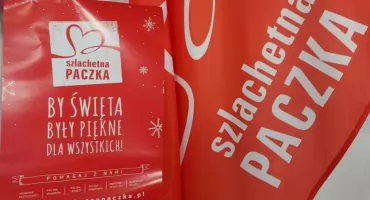 szlachetna
PACZKA
BY ŚWIĘTA
BYŁY PIĘKNE
DLA WSZYSTKICH!
POMAGAJ Z NAMI
szlachetna
PACZKA